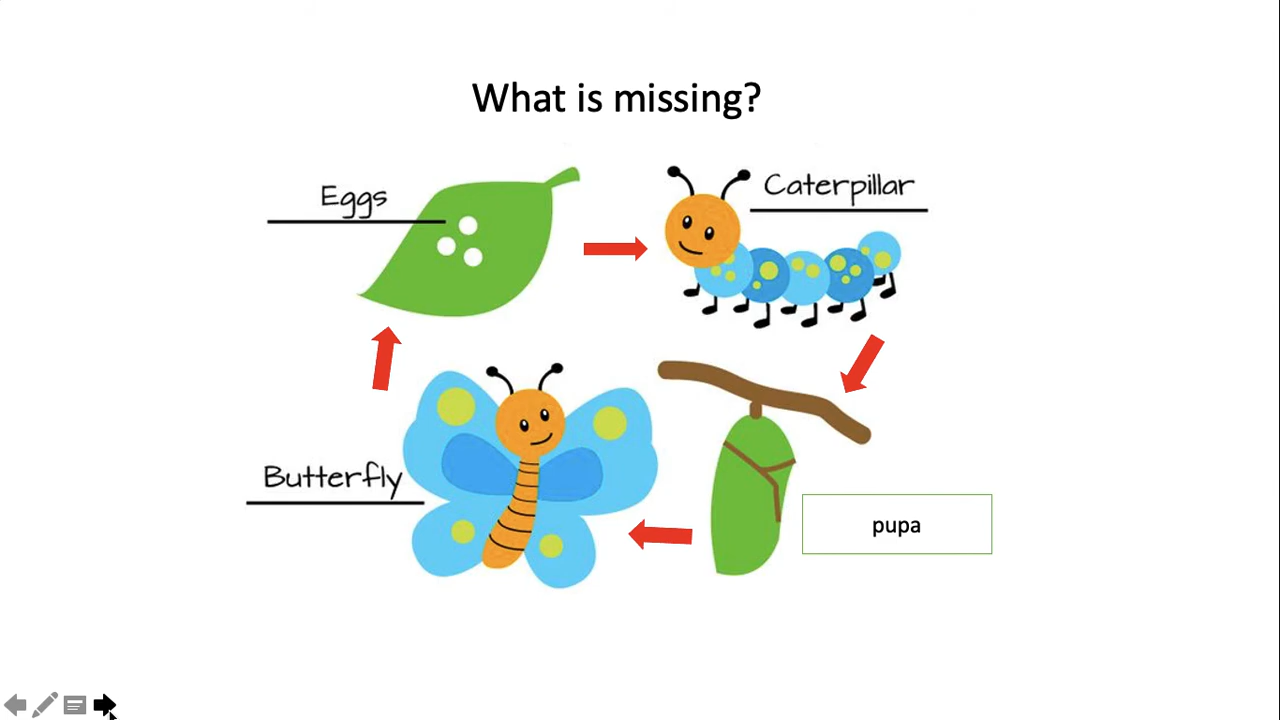 What is missing?
Eggs
Caterpillar
Butterfly
pupa